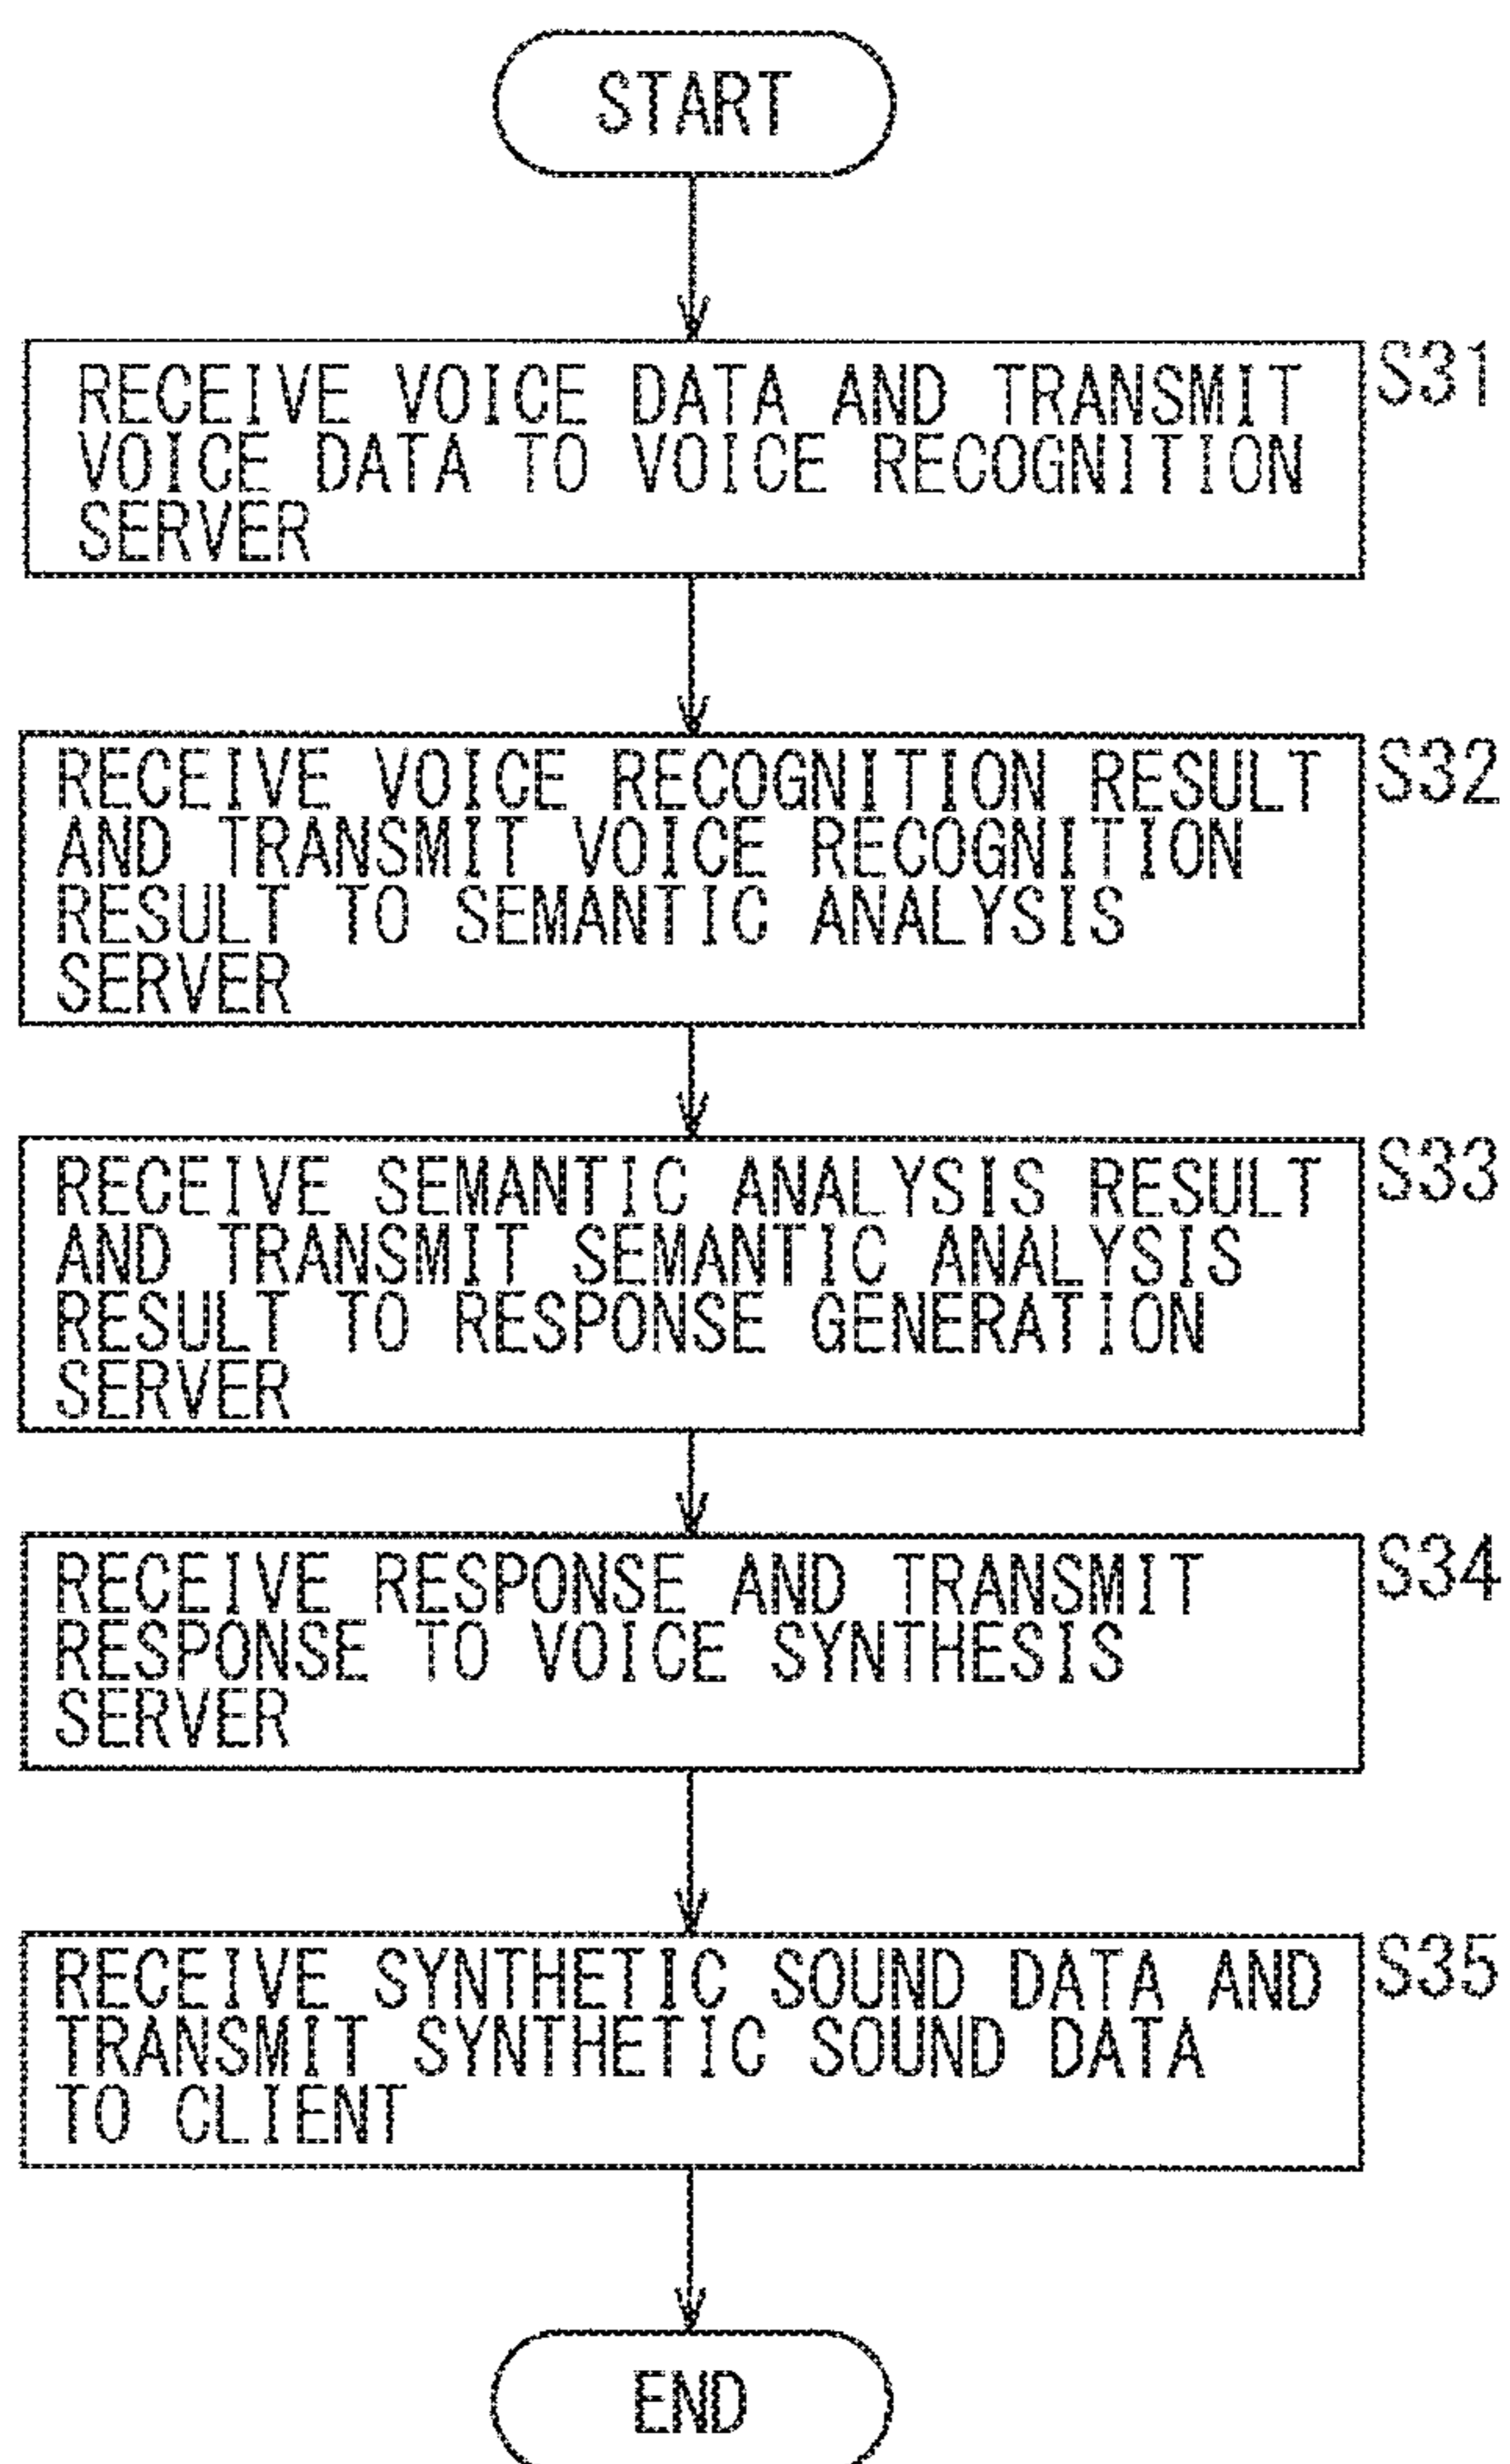 START
S31
RECEIVE VOICE DATA AND TRANSMIT
VOICE DATA TO VOICE RECOGNITION
SERVER
S32
RECEIVE VOICE RECOGNITION RESULT
AND TRANSMIT VOICE RECOGNITION
RESULT TO SEMANTIC ANALYSIS
SERVER
S33
RECEIVE SEMANTIC ANALYSIS RESULT
AND TRANSMIT SEMANTIC ANALYSIS
RESULT TO RESPONSE GENERATION
SERVER
S34
RECEIVE RESPONSE AND TRANSMIT
RESPONSE TO VOICE SYNTHESIS
SERVER
S35
RECEIVE SYNTHETIC SOUND DATA AND
TRANSMIT SYNTHETIC SOUND DATA
TO CLIENT
END